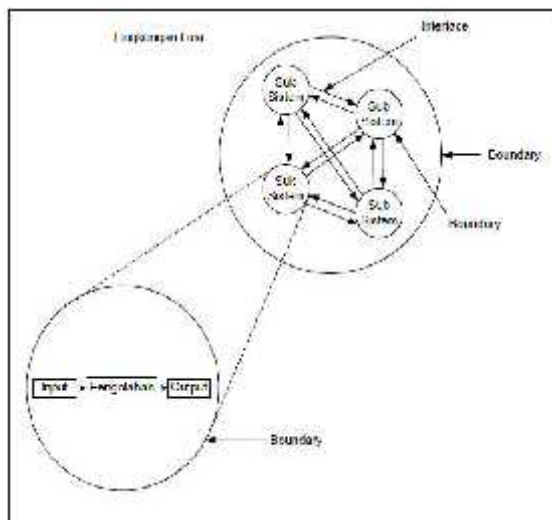 Lingkungan Luar
Interface
Sub
Sistem
Sub
Sistem
Boundary
Sub
Sistem
Sub
Sistem
Boundary
Input
Pengolahan
Output
Boundary